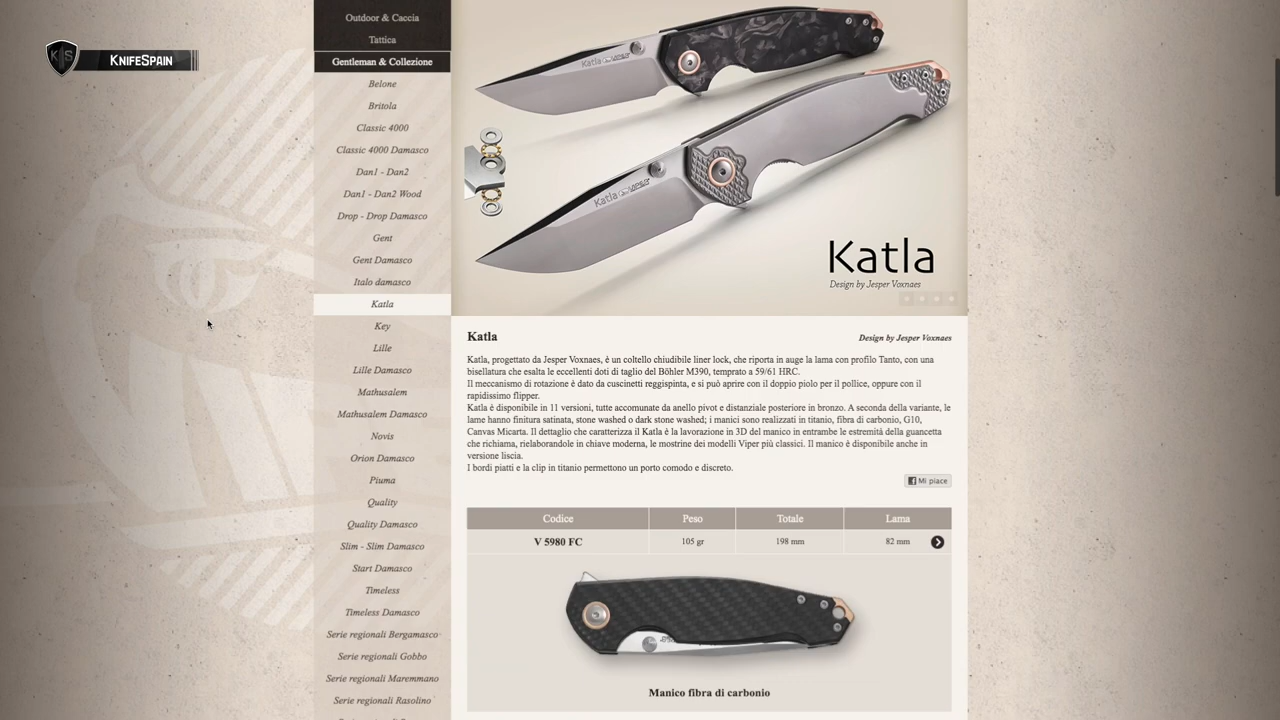 KNIFESPAIN
K S
Outdoor & Caccia
Tattica
Gentleman & Collezione
Belone
Britola
Classic 4000
Classic 4000 Damasco
Dan1 - Dan2
Dan1 - Dan2 Wood
Drop - Drop Damasco
Gent
Gent Damasco
Italo damasco
Katla
Key
Lille
Lille Damasco
Mathusalem
Mathusalem Damasco
Novis
Orion Damasco
Piuma
Quality
Quality Damasco
Slim - Slim Damasco
Start Damasco
Timeless
Timeless Damasco
Serie regionali Bergamasco
Serie regionali Gobbo
Serie regionali Maremmano
Serie regionali Rasolino
Katla VIPER
Katla VIPER
Katla
Design by Jesper Voxnaes
Katla
Design by Jesper Voxnaes
Katla, progettato da Jesper Voxnaes, è un coltello chiudibile liner lock, che riporta in auge la lama con profilo Tanto, con una
bisellatura che esalta le eccellenti doti di taglio del Böhler M390, temprato a 59/61 HRC.
Il meccanismo di rotazione è dato da cuscinetti reggispinta, e si può aprire con il doppio piolo per il pollice, oppure con il
rapidissimo flipper.
Katla è disponibile in 11 versioni, tutte accomunate da anello pivot e distanziale posteriore in bronzo. A seconda della variante, le
lame hanno finitura satinata, stone washed o dark stone washed; i manici sono realizzati in titanio, fibra di carbonio, G10,
Canvas Micarta. Il dettaglio che caratterizza il Katla è la lavorazione in 3D del manico in entrambe le estremitá della guancetta
che richiama, rielaborandole in chiave moderna, le mostrine dei modelli Viper più classici. Il manico è disponibile anche in
versione liscia.
I bordi piatti e la clip in titanio permettono un porto comodo e discreto.
Mi piace
Codice Peso Totale Lama
V 5980 FC 105 gr 198 mm 82 mm
Manico fibra di carbonio